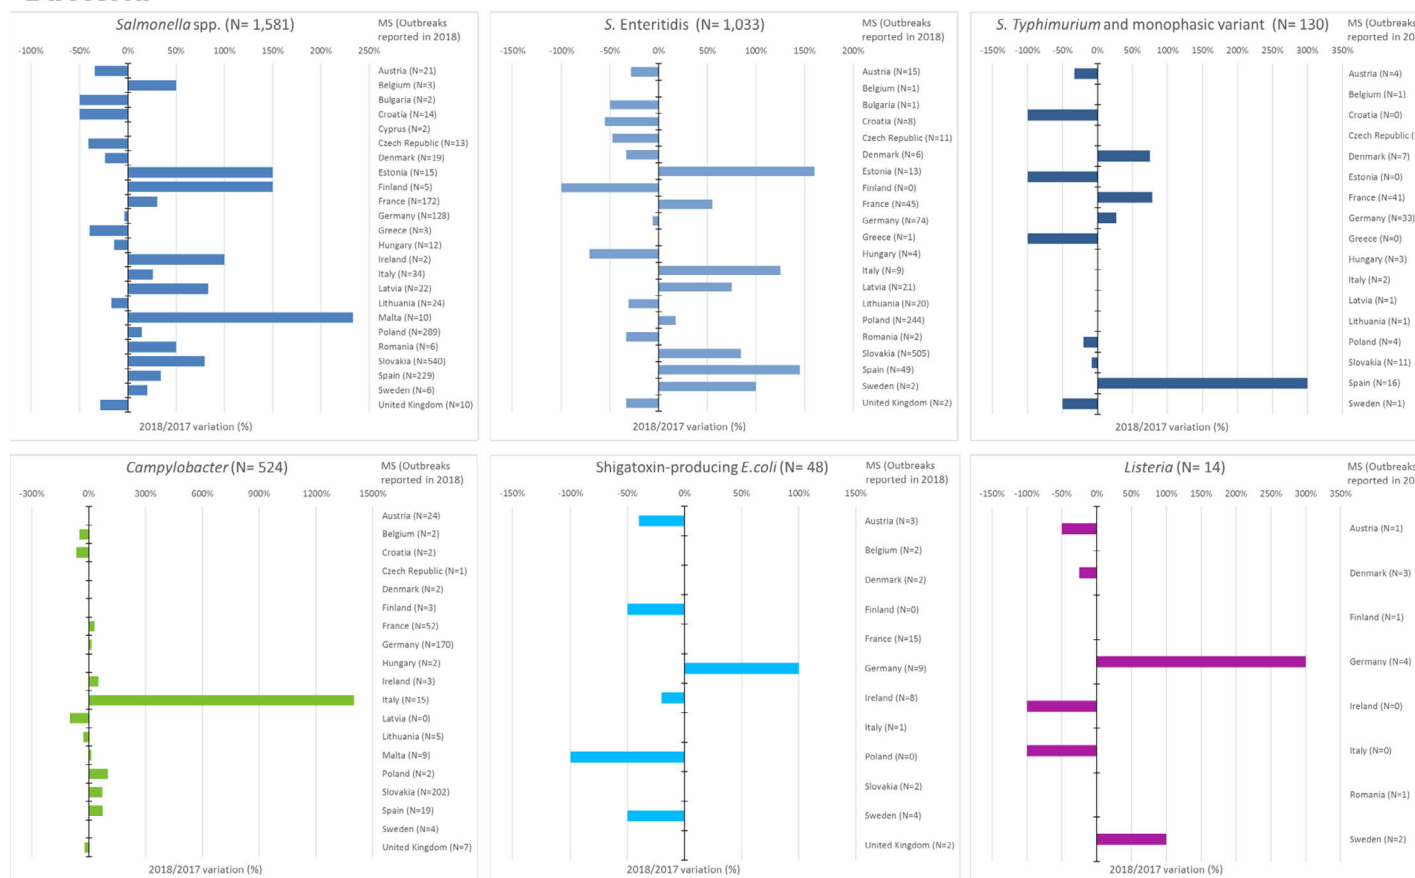 Salmonella spp. (N= 1,581)
MS (Outbreaks
reported in 2018)
-100% -50% 0% 50% 100% 150% 200% 250%
Austria (N=21)
Belgium (N=3)
Bulgaria (N=2)
Croatia (N=14)
Cyprus (N=2)
Czech Republic (N=13)
Denmark (N=19)
Estonia (N=15)
Finland (N=5)
France (N=172)
Germany (N=128)
Greece (N=3)
Hungary (N=12)
Ireland (N=2)
Italy (N=34)
Latvia (N=22)
Lithuania (N=24)
Malta (N=10)
Poland (N=289)
Romania (N=6)
Slovakia (N=540)
Spain (N=229)
Sweden (N=6)
United Kingdom (N=10)
2018/2017 variation (%)
S. Enteritidis (N= 1,033)
MS (Outbreaks
reported in 2018)
-150% -100% -50% 0% 50% 100% 150% 200%
Austria (N=15)
Belgium (N=1)
Bulgaria (N=1)
Croatia (N=8)
Czech Republic (N=11)
Denmark (N=6)
Estonia (N=13)
Finland (N=0)
France (N=45)
Germany (N=74)
Greece (N=1)
Hungary (N=4)
Italy (N=9)
Latvia (N=21)
Lithuania (N=20)
Poland (N=244)
Romania (N=2)
Slovakia (N=505)
Spain (N=49)
Sweden (N=2)
United Kingdom (N=2)
2018/2017 variation (%)
S. Typhimurium and monophasic variant (N= 130)
MS (Outbreaks
reported in 20
-150% -100% -50% 0% 50% 100% 150% 200% 250% 300% 350%
Austria (N=4)
Belgium (N=1)
Croatia (N=0)
Czech Republic (
Denmark (N=7)
Estonia (N=0)
France (N=41)
Germany (N=33)
Greece (N=0)
Hungary (N=3)
Italy (N=2)
Latvia (N=1)
Lithuania (N=1)
Poland (N=4)
Slovakia (N=11)
Spain (N=16)
Sweden (N=1)
2018/2017 variation (%)
Campylobacter (N= 524)
MS (Outbreaks
reported in 2018)
-300% 0% 300% 600% 900% 1200% 1500%
Austria (N=24)
Belgium (N=2)
Croatia (N=2)
Czech Republic (N=1)
Denmark (N=2)
Finland (N=3)
France (N=52)
Germany (N=170)
Hungary (N=2)
Ireland (N=3)
Italy (N=15)
Latvia (N=0)
Lithuania (N=5)
Malta (N=9)
Poland (N=2)
Slovakia (N=202)
Spain (N=19)
Sweden (N=4)
United Kingdom (N=7)
2018/2017 variation (%)
Shigatoxin-producing E.coli (N= 48)
MS (Outbreaks
reported in 2018)
-150% -100% -50% 0% 50% 100% 150%
Austria (N=3)
Belgium (N=2)
Denmark (N=2)
Finland (N=0)
France (N=15)
Germany (N=9)
Ireland (N=8)
Italy (N=1)
Poland (N=0)
Slovakia (N=2)
Sweden (N=4)
United Kingdom (N=2)
2018/2017 variation (%)
Listeria (N= 14)
MS (Outbreaks
reported in 20
-150% -100% -50% 0% 50% 100% 150% 200% 250% 300% 350%
Austria (N=1)
Denmark (N=3)
Finland (N=1)
Germany (N=4)
Ireland (N=0)
Italy (N=0)
Romania (N=1)
Sweden (N=2)
2018/2017 variation (%)